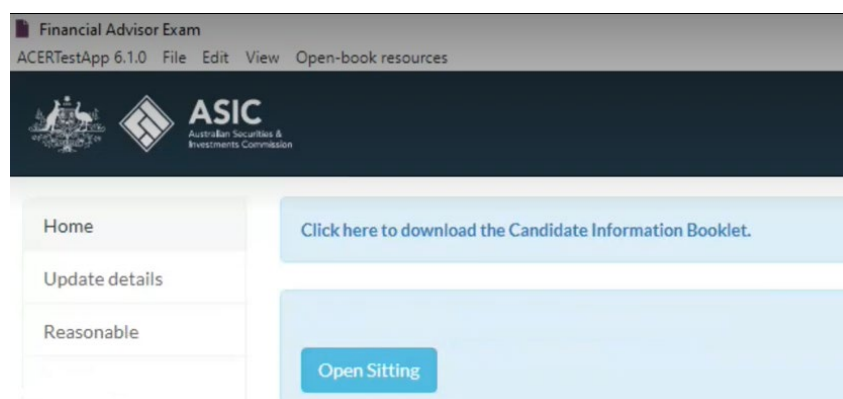 Financial Advisor Exam
ACERTestApp 6.1.0 File Edit View Open-book resources
ASIC
Australian Securities &
Investments Commission
Home
Update details
Reasonable
Click here to download the Candidate Information Booklet.
Open Sitting